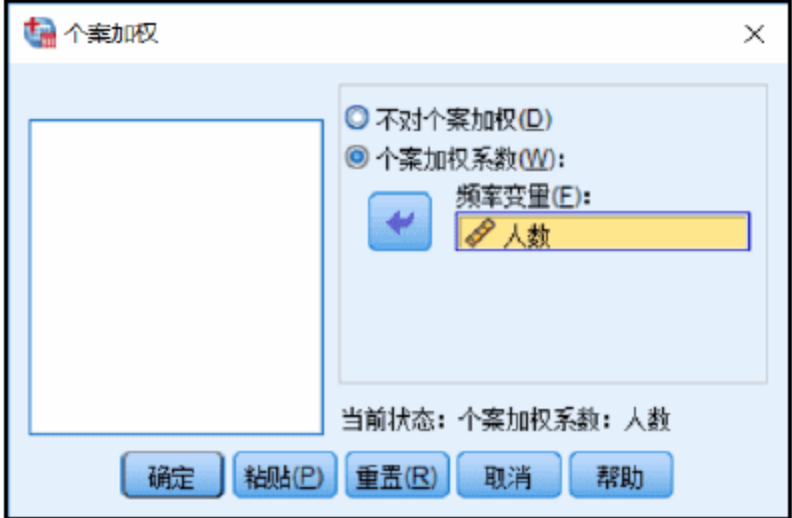 个案加权
不对个案加权(D)
个案加权系数(W):
频率变量(F):
人数
当前状态: 个案加权系数: 人数
确定 粘贴(P) 重置(R) 取消 帮助